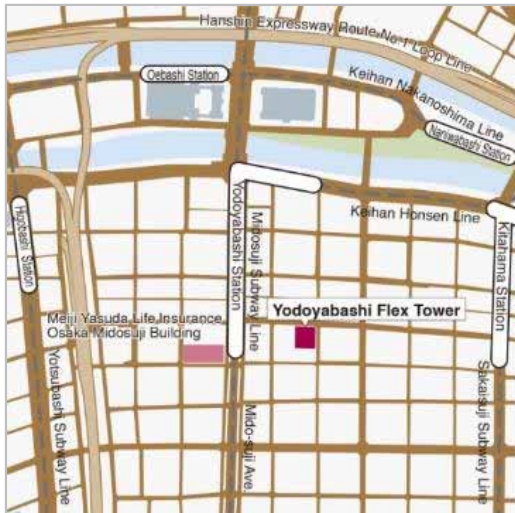 Hanshin Expressway Route No.1 Loop Line
Oebashi Station
Keihan Nakanoshima Line
Naniwabashi Station
Higobashi Station
Yodoyabashi Station
Midosuji Subway Line
Keihan Honsen Line
Kitahama Station
Yodoyabashi Flex Tower
Meiji Yasuda Life Insurance
Osaka Midosuji Building
Yotsubashi Subway Line
Mido-suji Ave.
Sakaisuji Subway Line